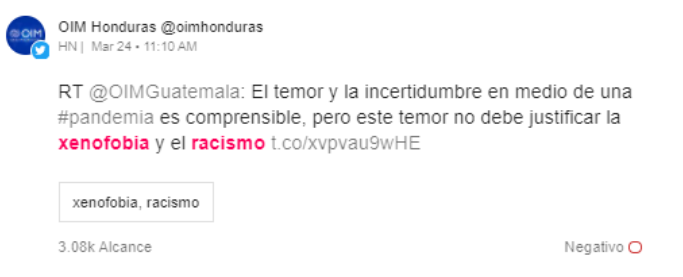 OIM
OIM Honduras @oimhonduras
HN | Mar 24 • 11:10 AM
RT @OIMGuatemala: El temor y la incertidumbre en medio de una
#pandemia es comprensible, pero este temor no debe justificar la
xenofobia y el racismo t.co/xvpvau9wHE
xenofobia, racismo
3.08k Alcance
Negativo